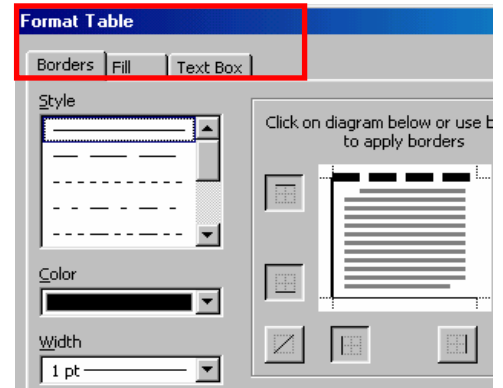 Format Table
Borders Fill Text Box
Style
Click on diagram below or use
to apply borders
Color
Width
1 pt